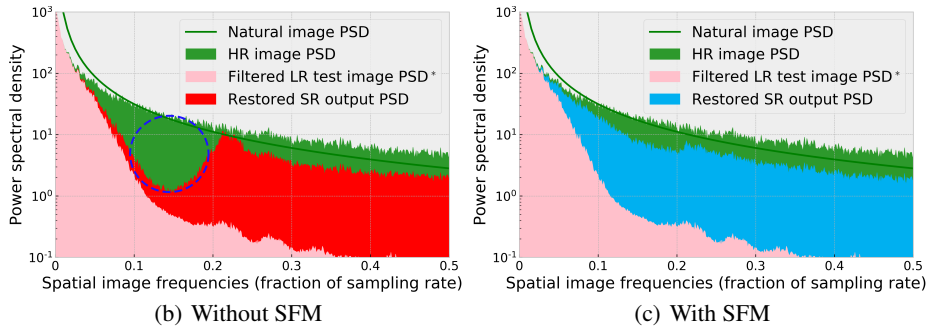 10³
10²
10¹
10⁰
10⁻¹
Power spectral density
Natural image PSD
HR image PSD
Filtered LR test image PSD*
Restored SR output PSD
0 0.1 0.2 0.3 0.4 0.5
Spatial image frequencies (fraction of sampling rate)
(b) Without SFM
10³
10²
10¹
10⁰
10⁻¹
Power spectral density
Natural image PSD
HR image PSD
Filtered LR test image PSD*
Restored SR output PSD
0 0.1 0.2 0.3 0.4 0.5
Spatial image frequencies (fraction of sampling rate)
(c) With SFM